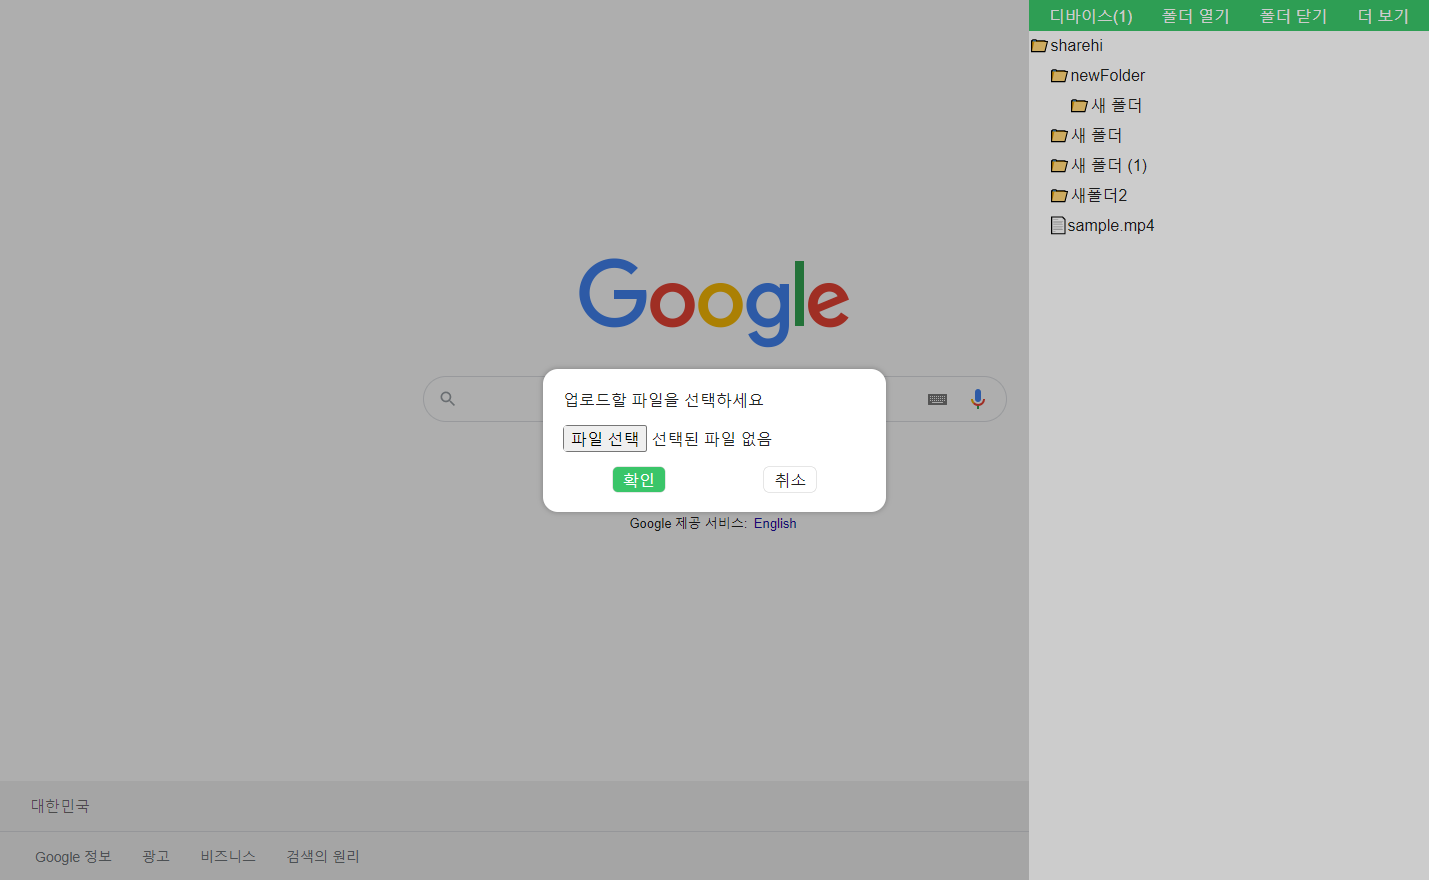 디바이스(1) 폴더 열기 폴더 닫기 더 보기
sharehi
newFolder
새 폴더
새 폴더
새 폴더 (1)
새폴더2
sample.mp4
Google
업로드할 파일을 선택하세요
파일 선택 선택된 파일 없음
확인 취소
Google 제공 서비스: English
대한민국
Google 정보 광고 비즈니스 검색의 원리